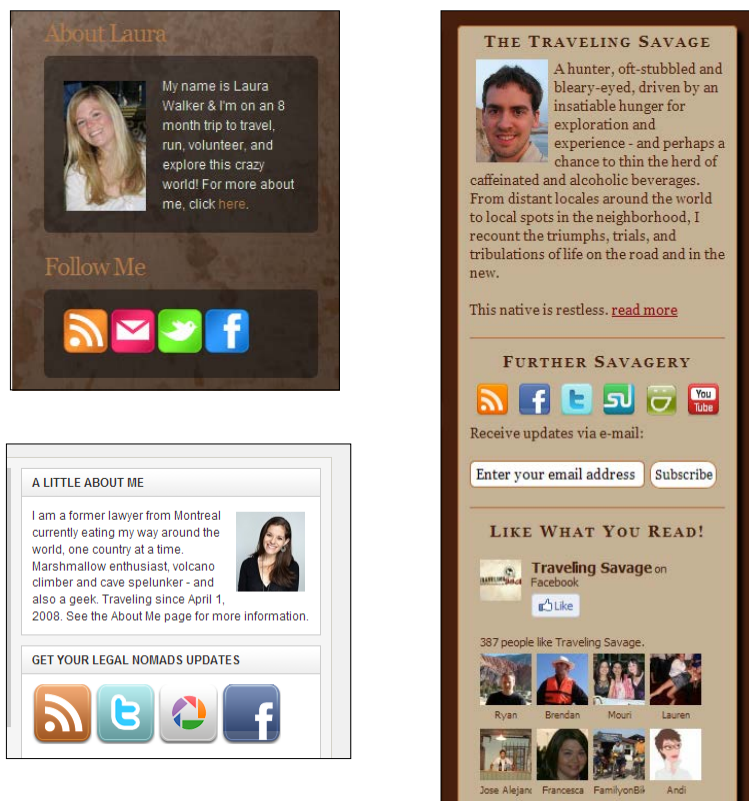 About Laura
My name is Laura
Walker & I'm on an 8
month trip to travel,
run, volunteer, and
explore this crazy
world! For more about
me, click here.
Follow Me
A LITTLE ABOUT ME
I am a former lawyer from Montreal
currently eating my way around the
world, one country at a time.
Marshmallow enthusiast, volcano
climber and cave spelunker - and
also a geek. Traveling since April 1,
2008. See the About Me page for more information.
GET YOUR LEGAL NOMADS UPDATES
The Traveling Savage
A hunter, oft-stubbled and
bleary-eyed, driven by an
insatiable hunger for
exploration and
experience - and perhaps a
chance to thin the herd of
caffeinated and alcoholic beverages.
From distant locales around the world
to local spots in the neighborhood, I
recount the triumphs, trials, and
tribulations of life on the road and in the
new.
This native is restless. read more
Further Savagery
You
Tube
Receive updates via e-mail:
Enter your email address Subscribe
Like What You Read!
Traveling Savage on
Facebook
Like
387 people like Traveling Savage.
Ryan Brendan Mouri Lauren
Jose Alejan Francesca FamilyonBik Andi